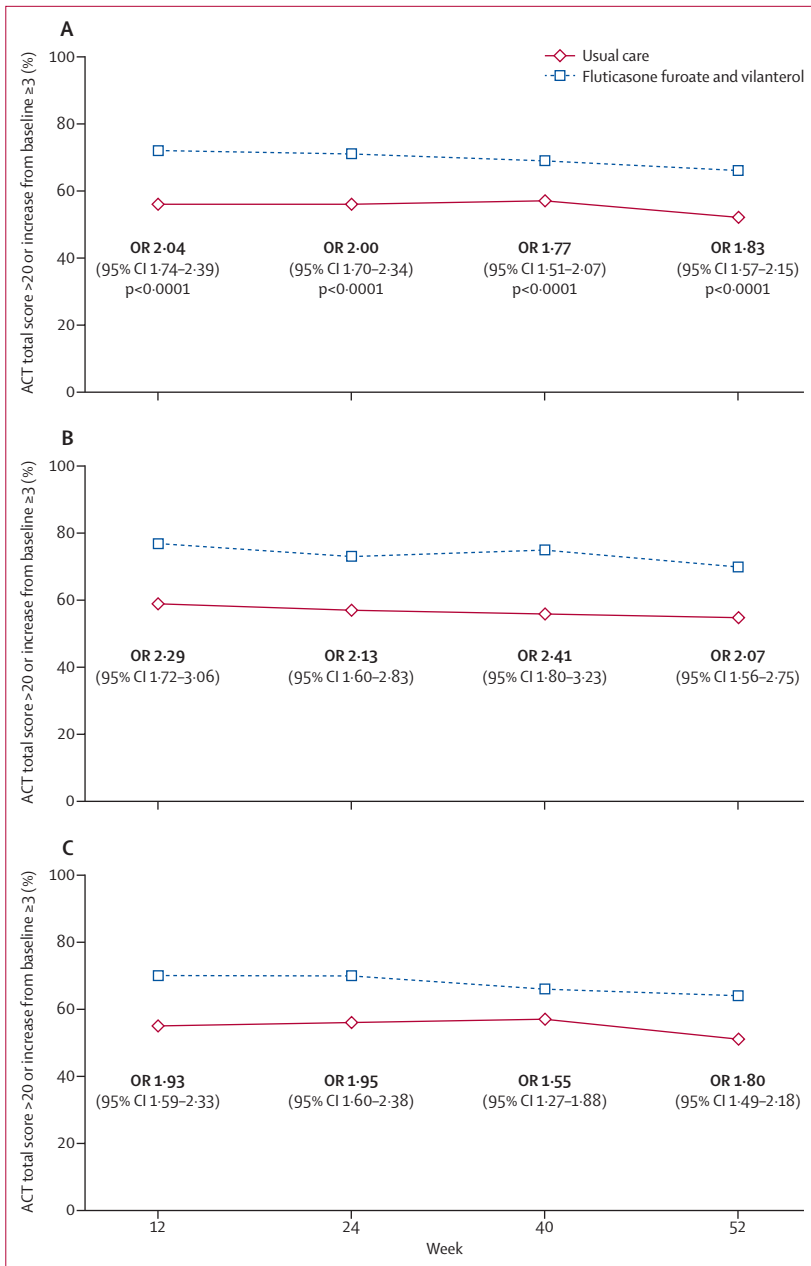 A
ACT total score >20 or increase from baseline ≥3 (%)
100
80
60
40
20
0
Usual care
Fluticasone furoate and vilanterol
OR 2·04
(95% CI 1·74–2·39)
p<0·0001
OR 2·00
(95% CI 1·70–2·34)
p<0·0001
OR 1·77
(95% CI 1·51–2·07)
p<0·0001
OR 1·83
(95% CI 1·57–2·15)
p<0·0001
B
ACT total score >20 or increase from baseline ≥3 (%)
100
80
60
40
20
0
OR 2·29
(95% CI 1·72–3·06)
OR 2·13
(95% CI 1·60–2·83)
OR 2·41
(95% CI 1·80–3·23)
OR 2·07
(95% CI 1·56–2·75)
C
ACT total score >20 or increase from baseline ≥3 (%)
100
80
60
40
20
0
OR 1·93
(95% CI 1·59–2·33)
OR 1·95
(95% CI 1·60–2·38)
OR 1·55
(95% CI 1·27–1·88)
OR 1·80
(95% CI 1·49–2·18)
12
24
40
52
Week